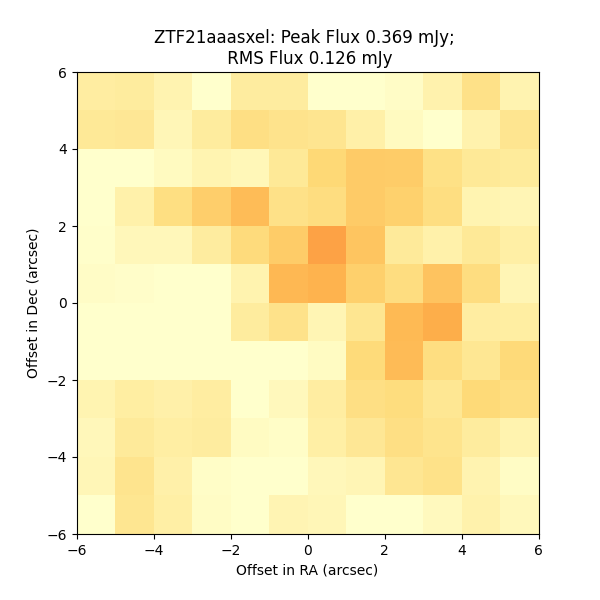 ZTF21aaasxel: Peak Flux 0.369 mJy;
RMS Flux 0.126 mJy
6
4
2
0
−2
−4
−6
Offset in Dec (arcsec)
−6 −4 −2 0 2 4 6
Offset in RA (arcsec)